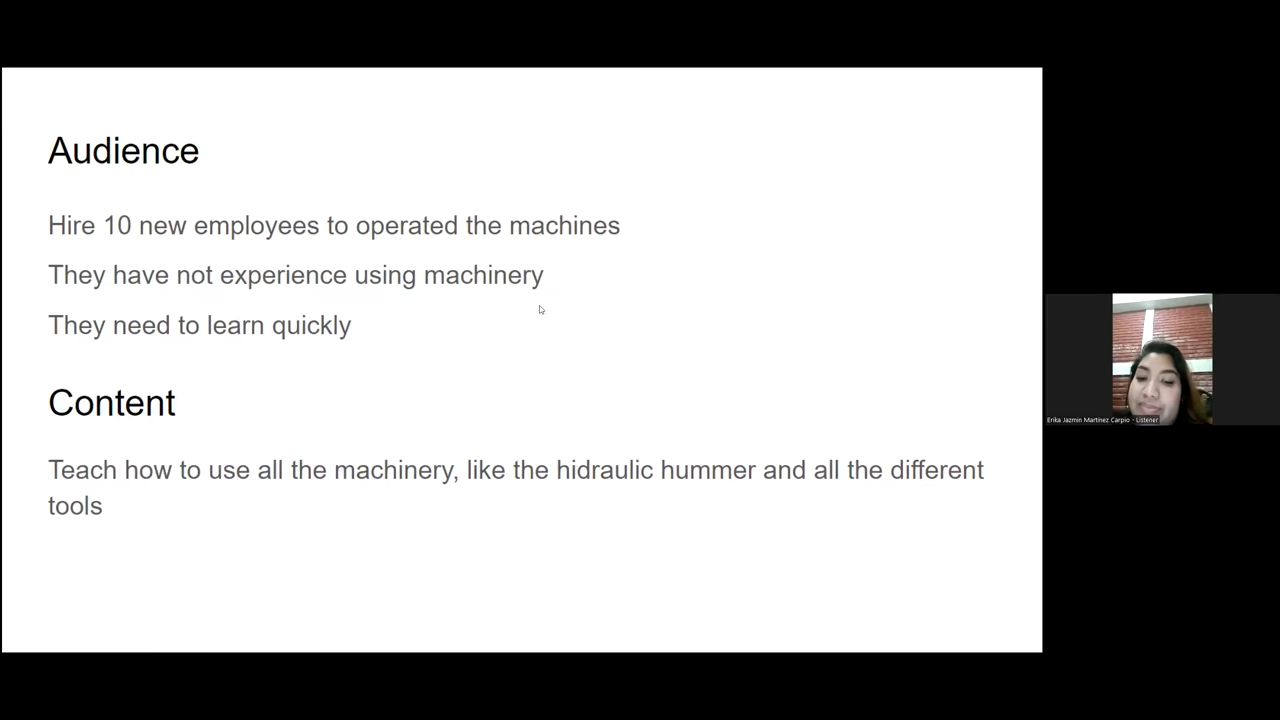 Audience
Hire 10 new employees to operated the machines
They have not experience using machinery
They need to learn quickly
Content
Teach how to use all the machinery, like the hidraulic hummer and all the different
tools
Erika Jazmin Martínez Carpio - Listener